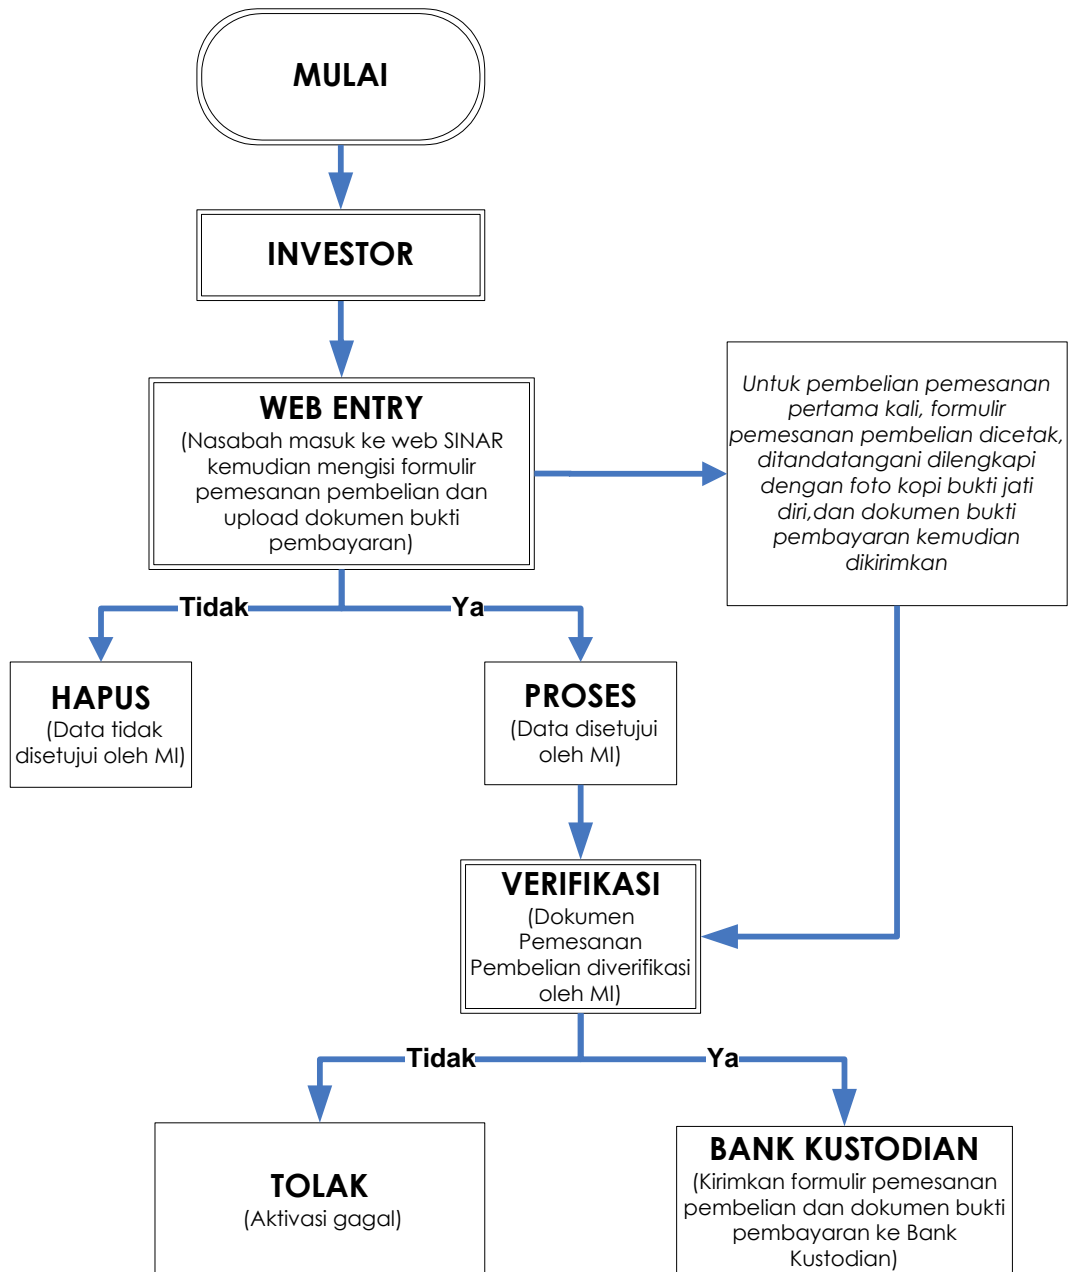 MULAI
INVESTOR
WEB ENTRY
(Nasabah masuk ke web SINAR
kemudian mengisi formulir
pemesanan pembelian dan
upload dokumen bukti
pembayaran)
Untuk pembelian pemesanan
pertama kali, formulir
pemesanan pembelian dicetak,
ditandatangani dilengkapi
dengan foto kopi bukti jati
diri,dan dokumen bukti
pembayaran kemudian
dikirimkan
Tidak
Ya
HAPUS
(Data tidak
disetujui oleh MI)
PROSES
(Data disetujui
oleh MI)
VERIFIKASI
(Dokumen
Pemesanan
Pembelian diverifikasi
oleh MI)
Tidak
Ya
TOLAK
(Aktivasi gagal)
BANK KUSTODIAN
(Kirimkan formulir pemesanan
pembelian dan dokumen bukti
pembayaran ke Bank
Kustodian)